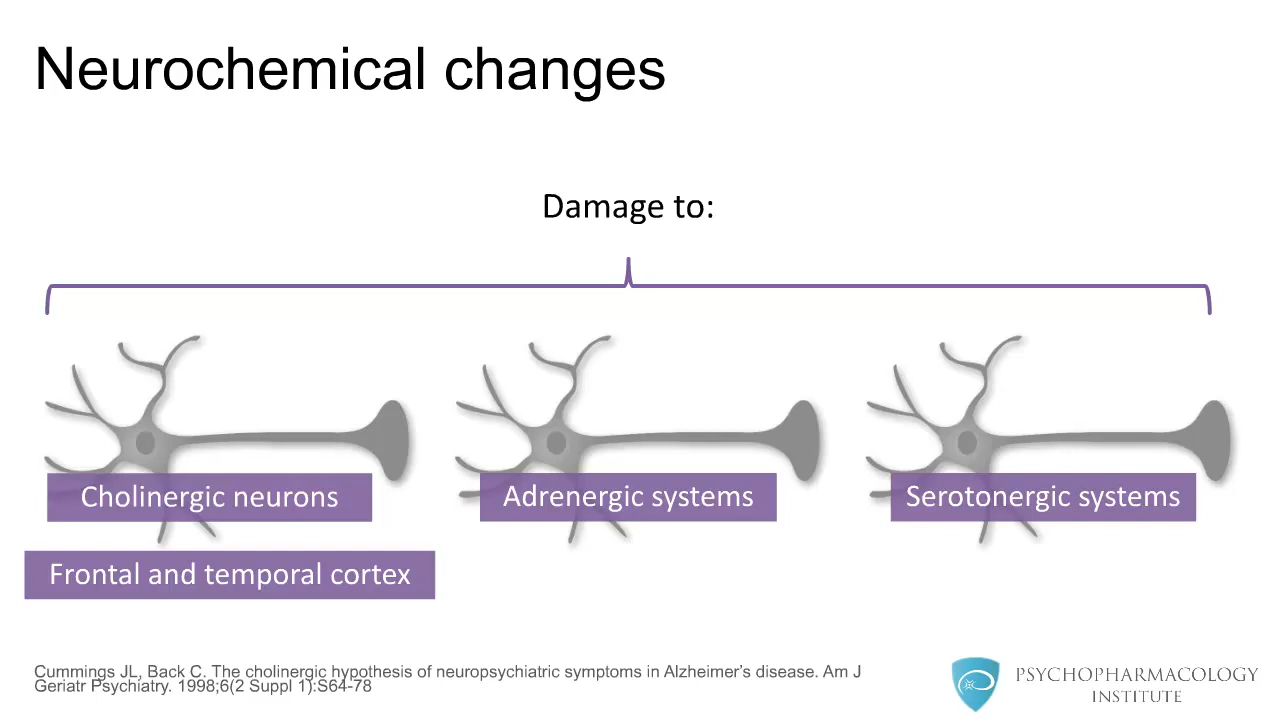 Neurochemical changes
Damage to:
Cholinergic neurons
Adrenergic systems
Serotonergic systems
Frontal and temporal cortex
Cummings JL, Back C. The cholinergic hypothesis of neuropsychiatric symptoms in Alzheimer’s disease. Am J
Geriatr Psychiatry. 1998;6(2 Suppl 1):S64-78
PSYCHOPHARMACOLOGY
INSTITUTE